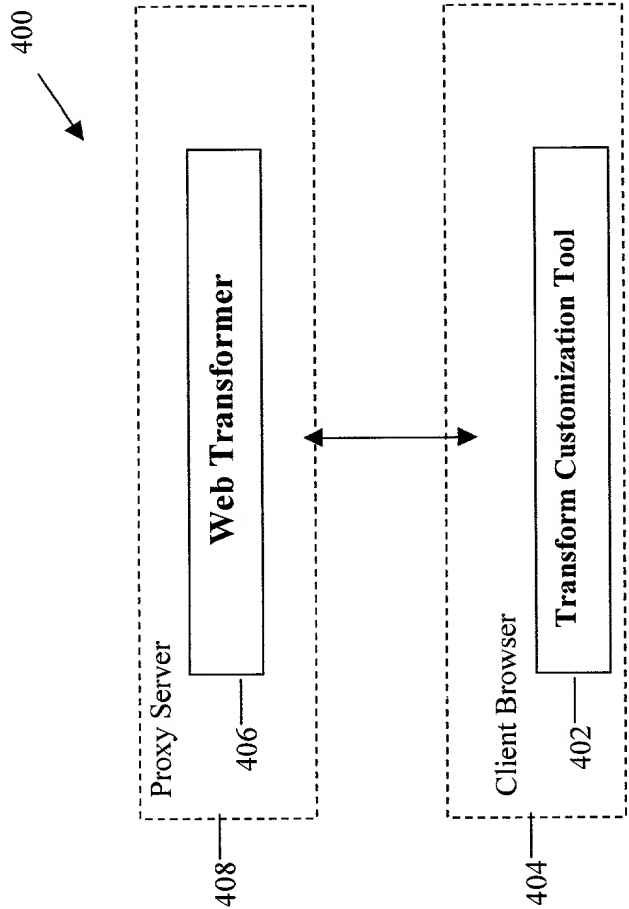 400
Proxy Server
Web Transformer
406
408
Client Browser
Transform Customization Tool
402
404